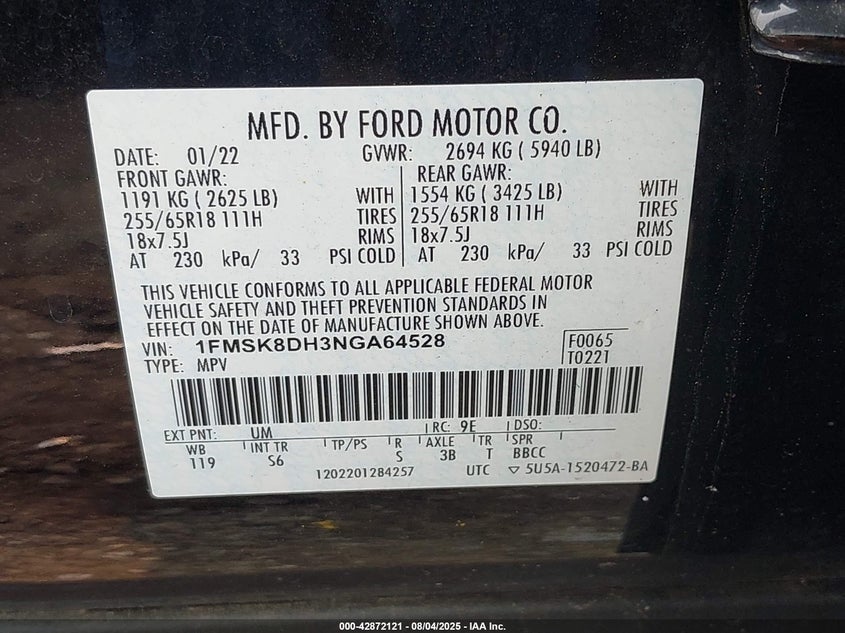 MFD. BY FORD MOTOR CO.
DATE: 01/22 GVWR: 2694 KG ( 5940 LB)
FRONT GAWR: REAR GAWR:
1191 KG ( 2625 LB) WITH 1554 KG ( 3425 LB) WITH
255/65R18 111H TIRES 255/65R18 111H TIRES
18x7.5J RIMS 18x7.5J RIMS
AT 230 kPa/ 33 PSI COLD AT 230 kPa/ 33 PSI COLD
THIS VEHICLE CONFORMS TO ALL APPLICABLE FEDERAL MOTOR
VEHICLE SAFETY AND THEFT PREVENTION STANDARDS IN
EFFECT ON THE DATE OF MANUFACTURE SHOWN ABOVE.
VIN: 1FMSK8DH3NGA64528 F0065
TYPE: MPV T0221
EXT PNT: UM RC: 9E DSO:
WB INT TR TP/PS R AXLE TR SPR
119 S6 S 3B T BBCC
1202201284257 UTC ▽ 5U5A-1520472-BA
000-42872121 - 08/04/2025 - IAA Inc.